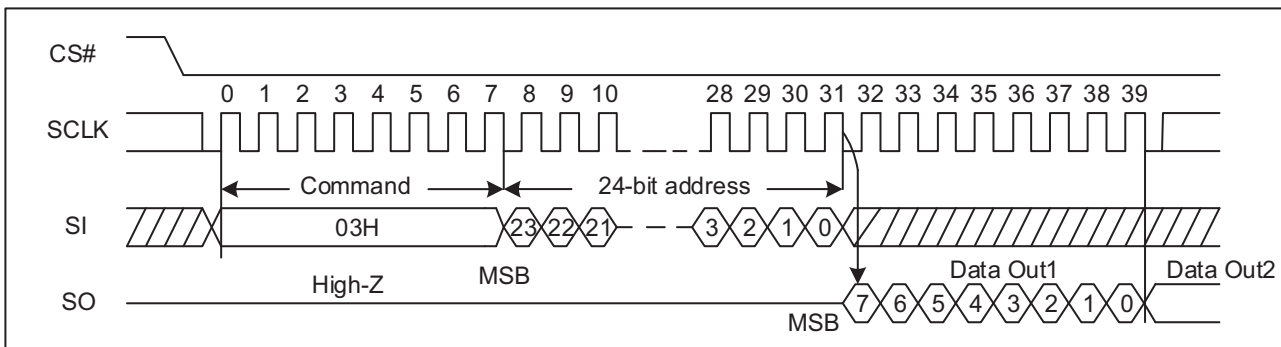 CS#
0 1 2 3 4 5 6 7 8 9 10 28 29 30 31 32 33 34 35 36 37 38 39
SCLK
Command 24-bit address
SI 03H 23 22 21 3 2 1 0
High-Z MSB Data Out1 Data Out2
SO 7 6 5 4 3 2 1 0
MSB